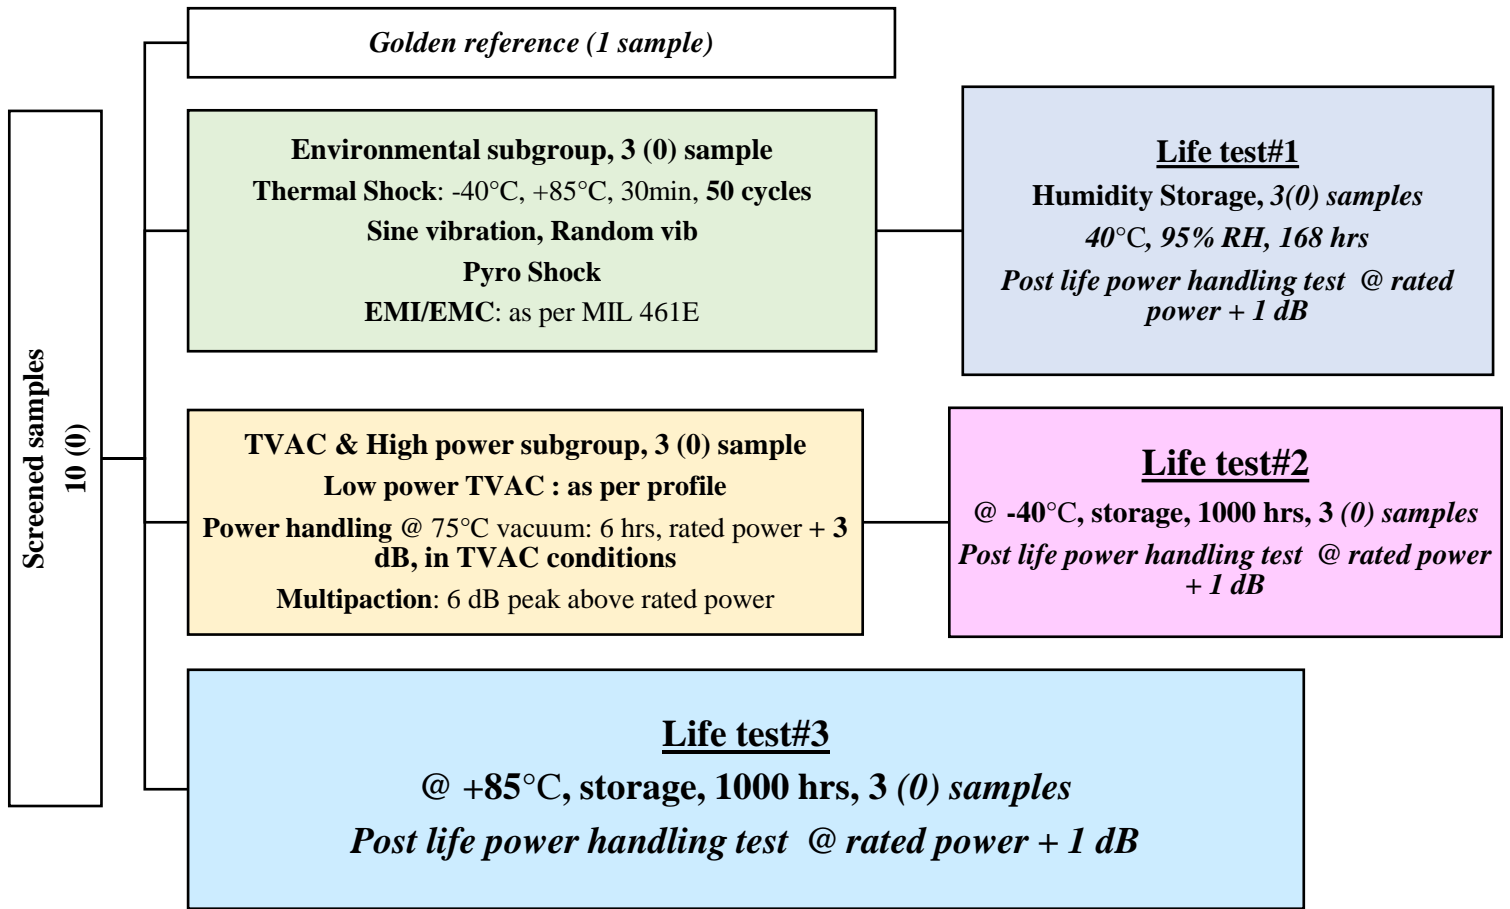 Screened samples
10 (0)
Golden reference (1 sample)
Environmental subgroup, 3 (0) sample
Thermal Shock: -40°C, +85°C, 30min, 50 cycles
Sine vibration, Random vib
Pyro Shock
EMI/EMC: as per MIL 461E
Life test#1
Humidity Storage, 3(0) samples
40°C, 95% RH, 168 hrs
Post life power handling test @ rated
power + 1 dB
TVAC & High power subgroup, 3 (0) sample
Low power TVAC : as per profile
Power handling @ 75°C vacuum: 6 hrs, rated power + 3
dB, in TVAC conditions
Multipaction: 6 dB peak above rated power
Life test#2
@ -40°C, storage, 1000 hrs, 3 (0) samples
Post life power handling test @ rated power
+ 1 dB
Life test#3
@ +85°C, storage, 1000 hrs, 3 (0) samples
Post life power handling test @ rated power + 1 dB